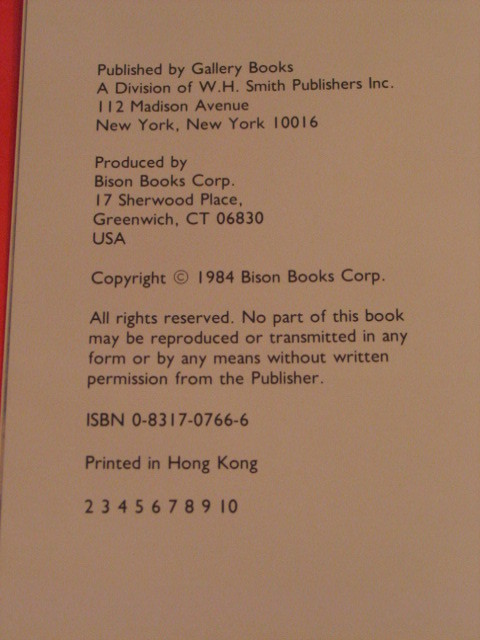 Published by Gallery Books
A Division of W.H. Smith Publishers Inc.
112 Madison Avenue
New York, New York 10016
Produced by
Bison Books Corp.
17 Sherwood Place,
Greenwich, CT 06830
USA
Copyright © 1984 Bison Books Corp.
All rights reserved. No part of this book
may be reproduced or transmitted in any
form or by any means without written
permission from the Publisher.
ISBN 0-8317-0766-6
Printed in Hong Kong
2 3 4 5 6 7 8 9 10